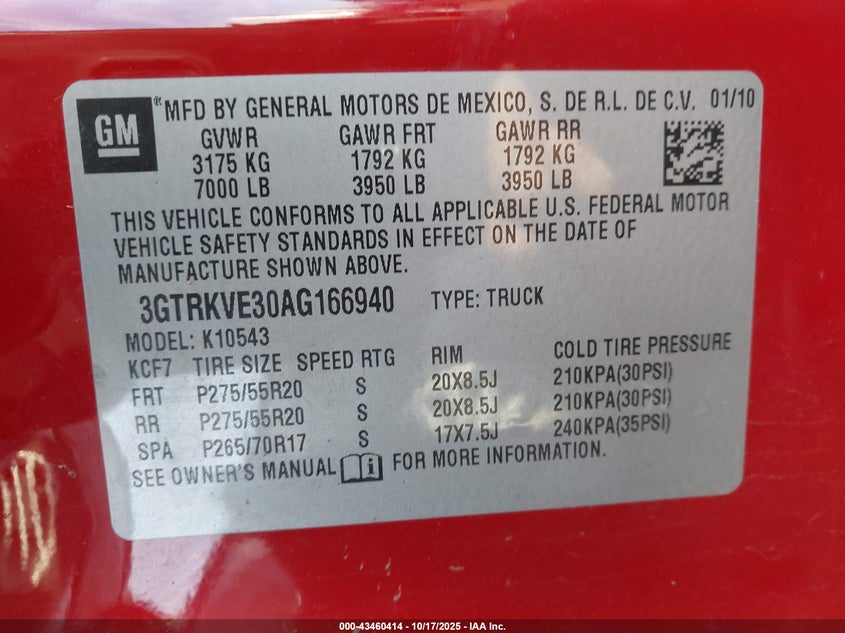 GM
® MFD BY GENERAL MOTORS DE MEXICO, S. DE R.L. DE C.V. 01/10
GVWR GAWR FRT GAWR RR
3175 KG 1792 KG 1792 KG
7000 LB 3950 LB 3950 LB
THIS VEHICLE CONFORMS TO ALL APPLICABLE U.S. FEDERAL MOTOR
VEHICLE SAFETY STANDARDS IN EFFECT ON THE DATE OF
MANUFACTURE SHOWN ABOVE.
3GTRKVE30AG166940 TYPE: TRUCK
MODEL: K10543
KCF7 TIRE SIZE SPEED RTG RIM COLD TIRE PRESSURE
FRT P275/55R20 S 20X8.5J 210KPA(30PSI)
RR P275/55R20 S 20X8.5J 210KPA(30PSI)
SPA P265/70R17 S 17X7.5J 240KPA(35PSI)
SEE OWNER'S MANUAL i FOR MORE INFORMATION.
000-43460414 - 10/17/2025 - IAA Inc.